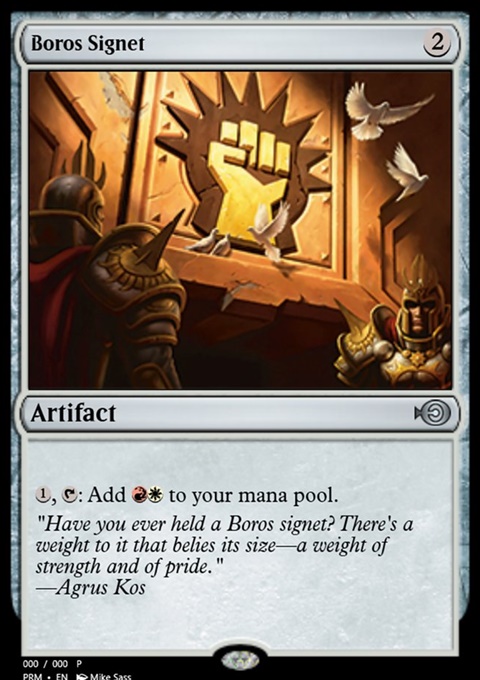 Boros Signet 2
Artifact
1, T: Add RW to your mana pool.
"Have you ever held a Boros signet? There's a
weight to it that belies its size—a weight of
strength and of pride."
—Agrus Kos
000 / 000 P
PRM • EN Mike Sass